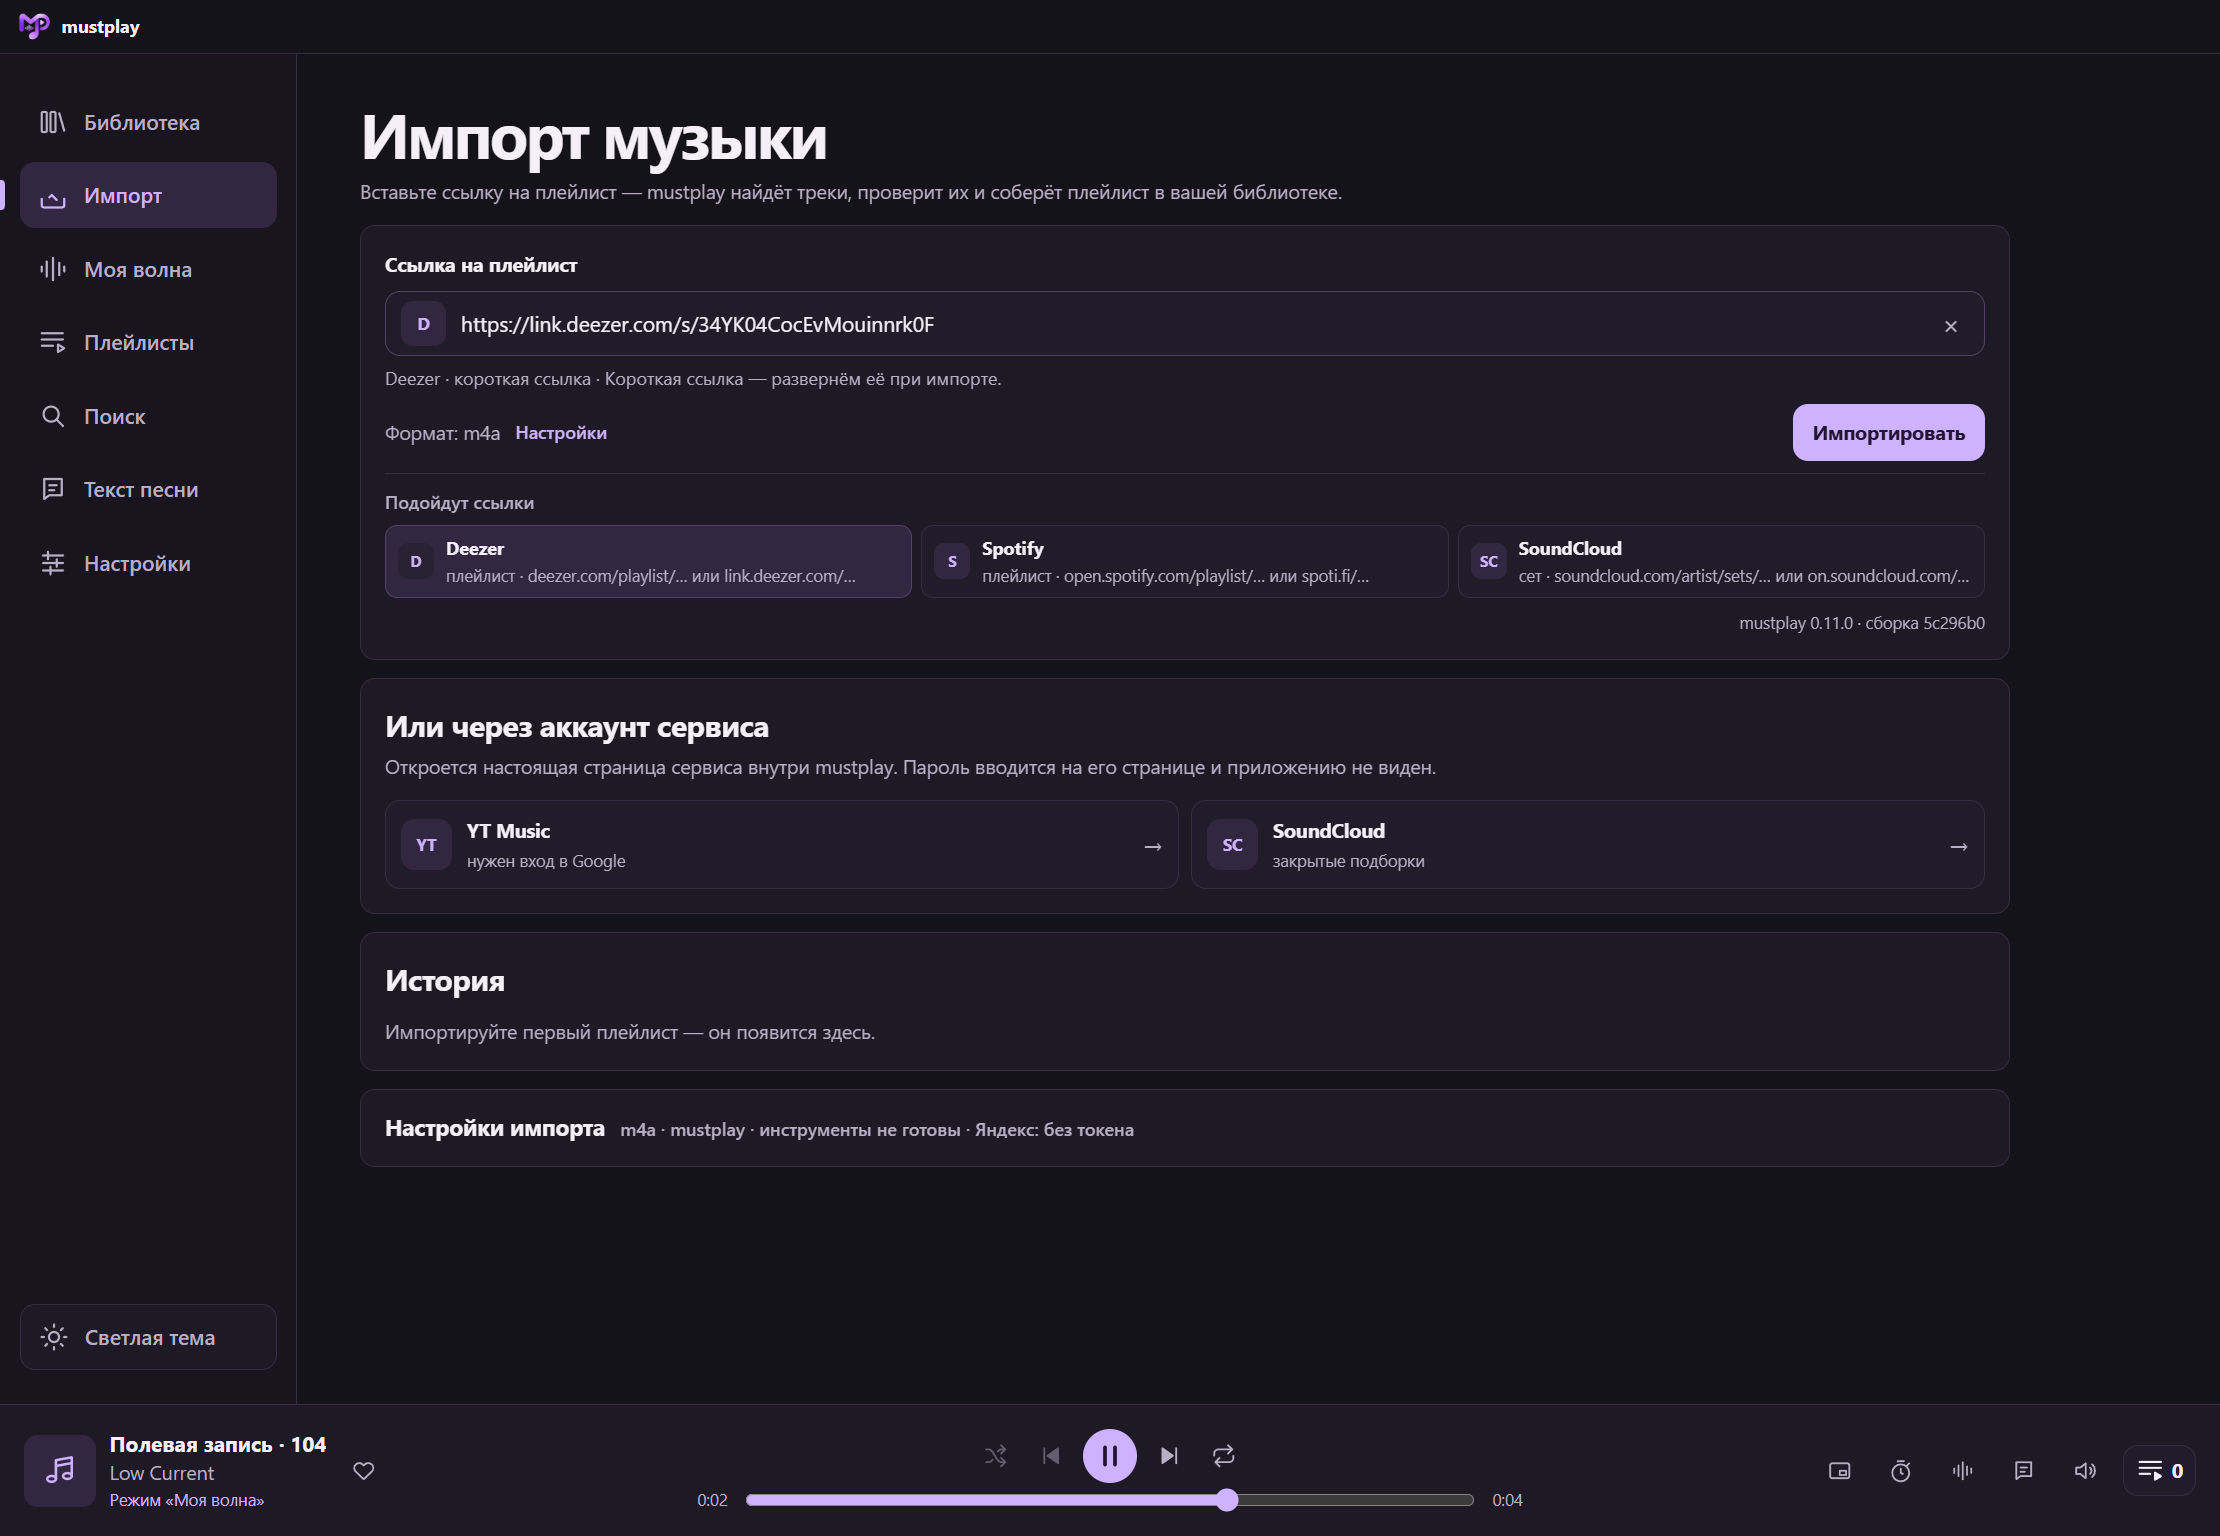 mustplay
Библиотека
Импорт
Моя волна
Плейлисты
Поиск
Текст песни
Настройки
Светлая тема
Импорт музыки
Вставьте ссылку на плейлист — mustplay найдёт треки, проверит их и соберёт плейлист в вашей библиотеке.
Ссылка на плейлист
D https://link.deezer.com/s/34YK04CocEvMouinnrk0F ×
Deezer · короткая ссылка · Короткая ссылка — развернём её при импорте.
Формат: m4a Настройки
Импортировать
Подойдут ссылки
D
Deezer
плейлист · deezer.com/playlist/... или link.deezer.com/...
S
Spotify
плейлист · open.spotify.com/playlist/... или spoti.fi/...
SC
SoundCloud
сет · soundcloud.com/artist/sets/... или on.soundcloud.com/...
mustplay 0.11.0 · сборка 5c296b0
Или через аккаунт сервиса
Откроется настоящая страница сервиса внутри mustplay. Пароль вводится на его странице и приложению не виден.
YT
YT Music
нужен вход в Google
→
SC
SoundCloud
закрытые подборки
→
История
Импортируйте первый плейлист — он появится здесь.
Настройки импорта m4a · mustplay · инструменты не готовы · Яндекс: без токена
Полевая запись · 104
Low Current
Режим «Моя волна»
0:02
0:04
0